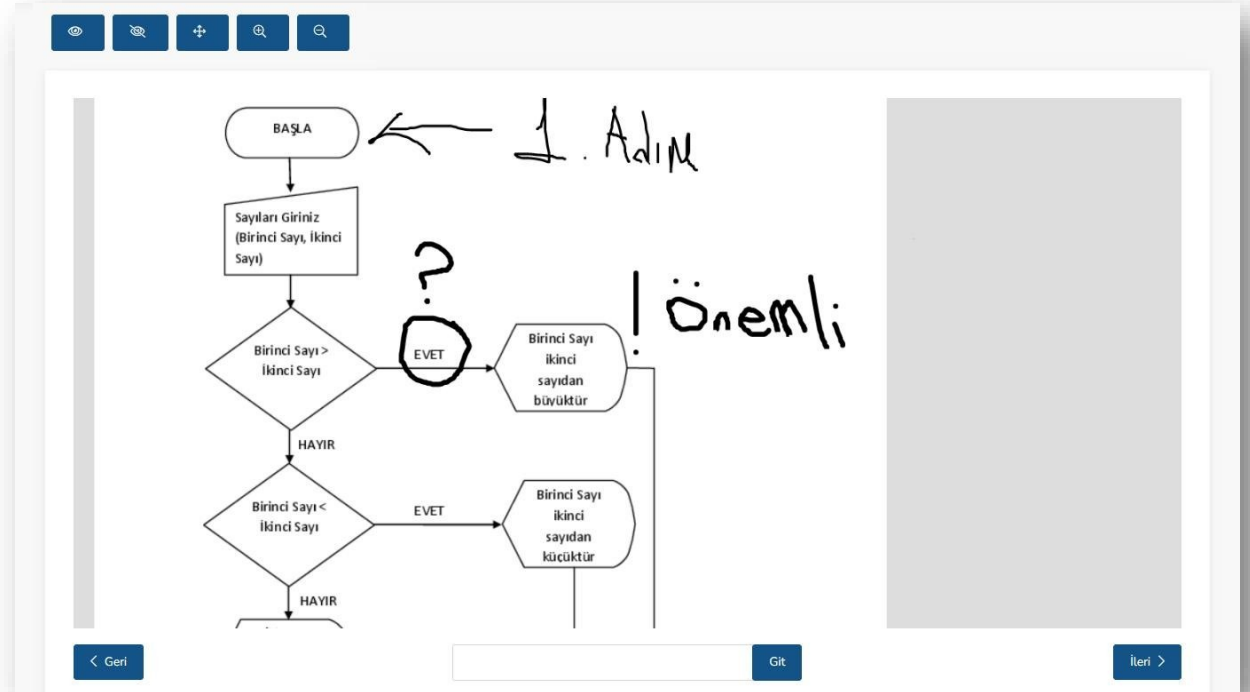 BAŞLA
1. Adım
Sayıları Giriniz
(Birinci Sayı, İkinci
Sayı)
?
! Önemli
Birinci Sayı >
İkinci Sayı
EVET
Birinci Sayı
ikinci
sayıdan
büyüktür
HAYIR
Birinci Sayı <
İkinci Sayı
EVET
Birinci Sayı
ikinci
sayıdan
küçüktür
HAYIR
Geri
Git
İleri